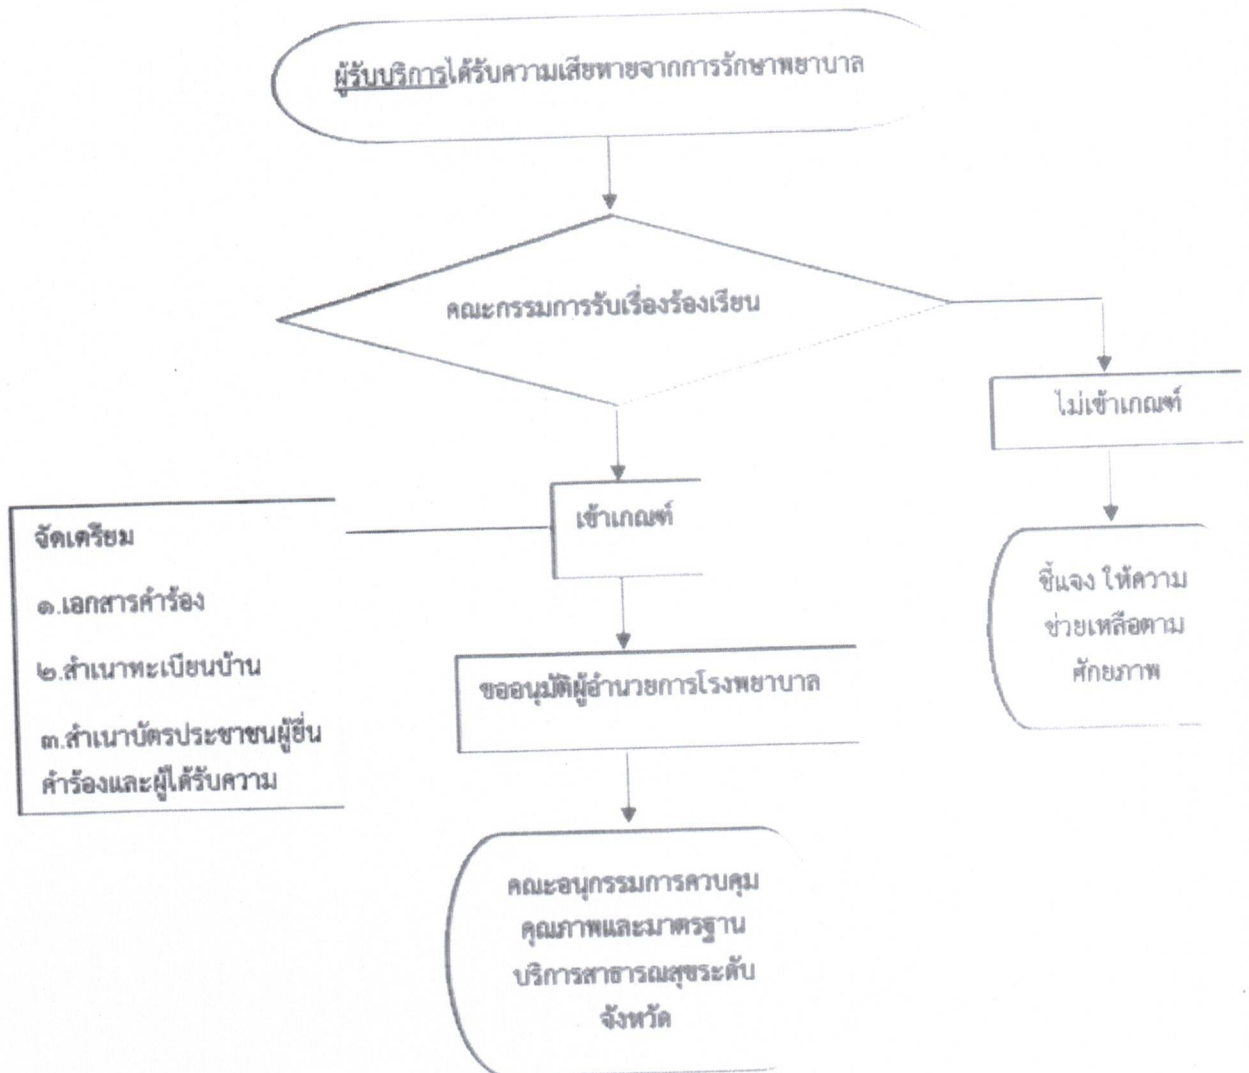 ผู้รับบริการได้รับความเสียหายจากการรักษาพยาบาล
คณะกรรมการรับเรื่องร้องเรียน
ไม่เข้าเกณฑ์
เข้าเกณฑ์
จัดเตรียม
๑.เอกสารคำร้อง
๒.สำเนาทะเบียนบ้าน
๓.สำเนาบัตรประชาชนผู้ยื่น
คำร้องและผู้ได้รับความ
ชี้แจง ให้ความ
ช่วยเหลือตาม
ศักยภาพ
ขออนุมัติผู้อำนวยการโรงพยาบาล
คณะอนุกรรมการควบคุม
คุณภาพและมาตรฐาน
บริการสาธารณสุขระดับ
จังหวัด